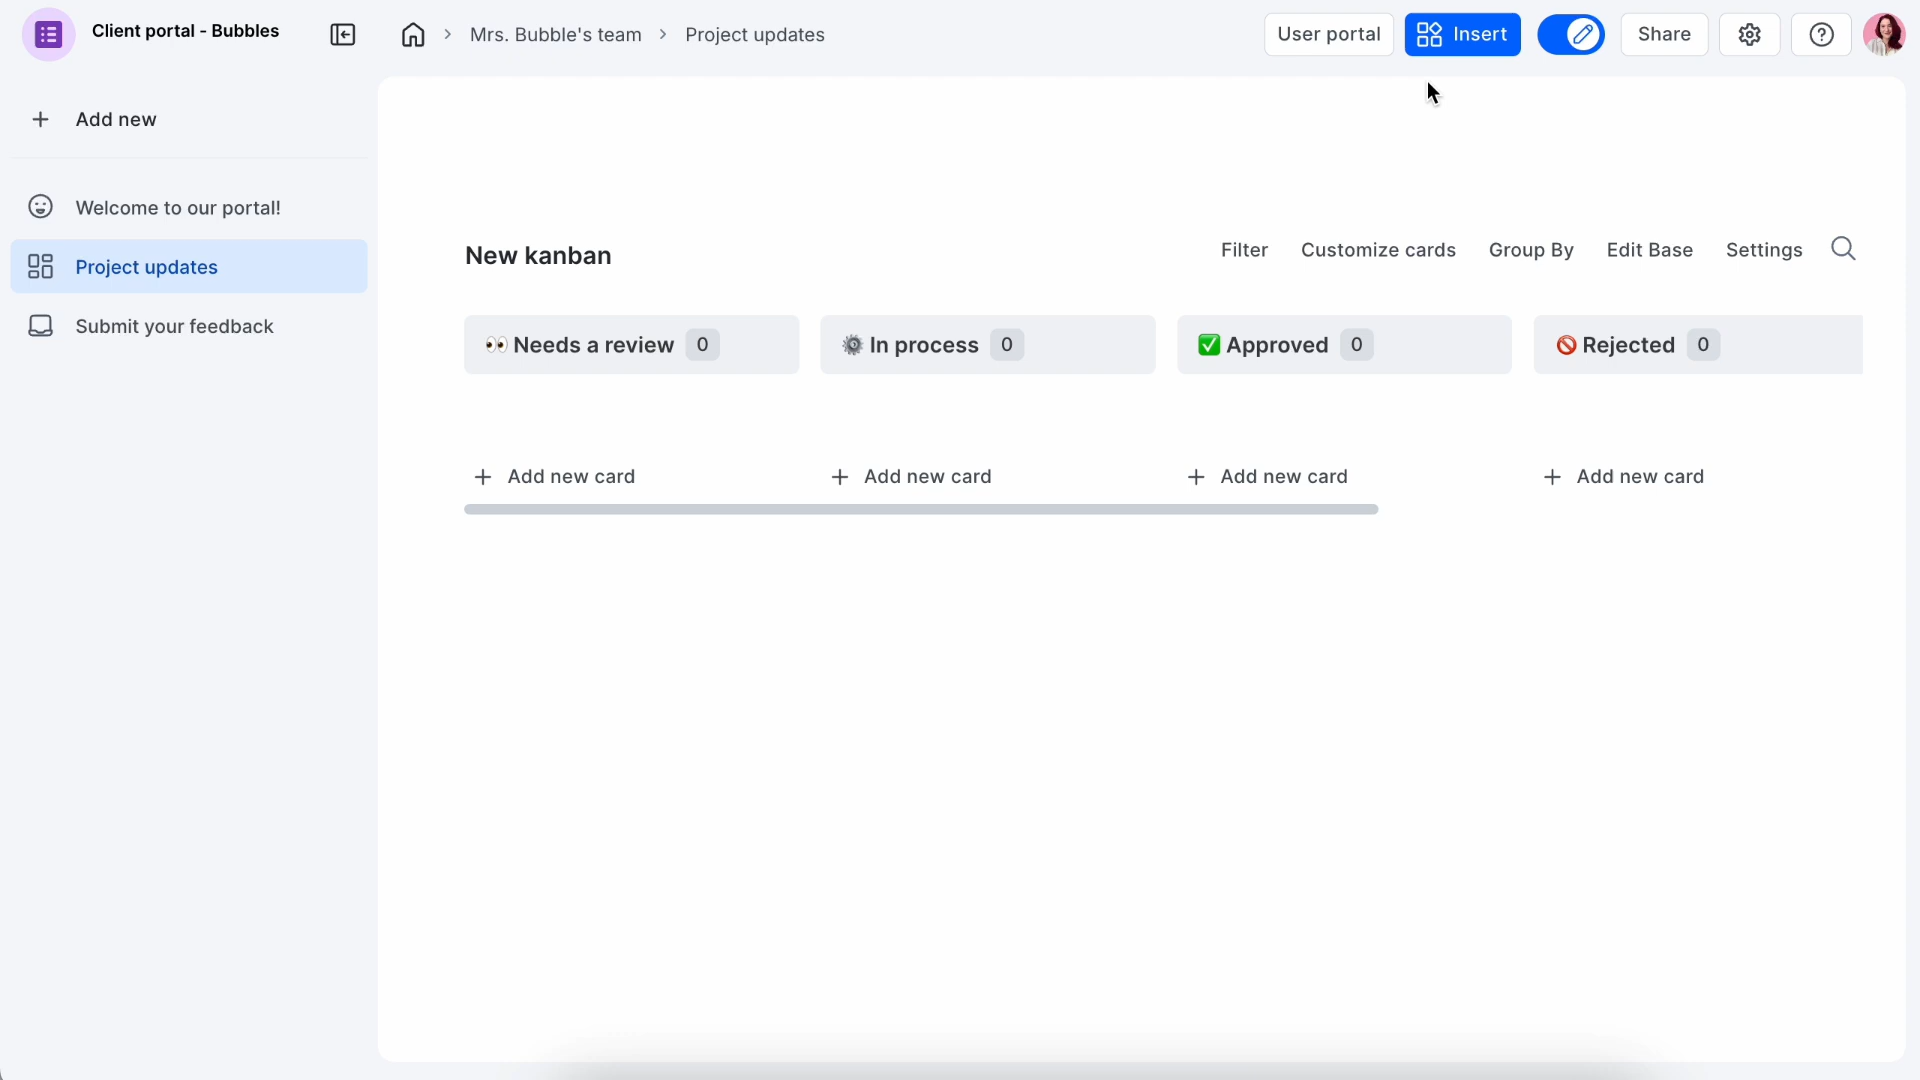 Client portal - Bubbles
Mrs. Bubble's team > Project updates
User portal
Insert
Share
Add new
Welcome to our portal!
Project updates
Submit your feedback
New kanban
Filter
Customize cards
Group By
Edit Base
Settings
👀 Needs a review 0
⚙️ In process 0
✅ Approved 0
🚫 Rejected 0
+ Add new card
+ Add new card
+ Add new card
+ Add new card